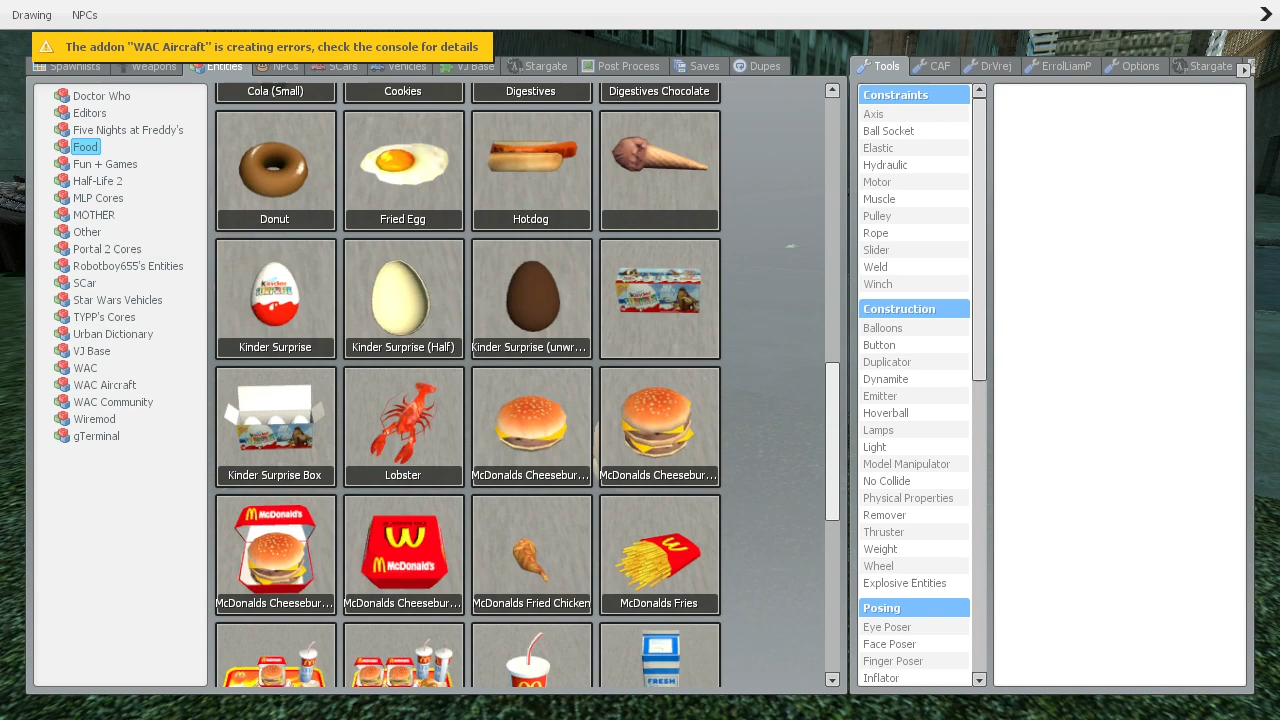 Drawing NPCs
The addon "WAC Aircraft" is creating errors, check the console for details
Spawnlists Weapons Entities NPCs SCars Vehicles VJ Base Stargate Post Process Saves Dupes
Doctor Who
Editors
Five Nights at Freddy's
Food
Fun + Games
Half-Life 2
MLP Cores
MOTHER
Other
Portal 2 Cores
Robotboy655's Entities
SCar
Star Wars Vehicles
TYPP's Cores
Urban Dictionary
VJ Base
WAC
WAC Aircraft
WAC Community
Wiremod
gTerminal
Cola (Small) Cookies Digestives Digestives Chocolate
Donut Fried Egg Hotdog
Kinder Surprise Kinder Surprise (Half) Kinder Surprise (unwr...
Kinder Surprise Box Lobster McDonalds Cheesebur... McDonalds Cheesebur...
McDonald's
McDonald's
McDonalds Cheesebur... McDonalds Cheesebur... McDonalds Fried Chicken McDonalds Fries
FRESH
Tools CAF DrVrej ErrolLiamP Options Stargate
Constraints
Axis
Ball Socket
Elastic
Hydraulic
Motor
Muscle
Pulley
Rope
Slider
Weld
Winch
Construction
Balloons
Button
Duplicator
Dynamite
Emitter
Hoverball
Lamps
Light
Model Manipulator
No Collide
Physical Properties
Remover
Thruster
Weight
Wheel
Explosive Entities
Posing
Eye Poser
Face Poser
Finger Poser
Inflator